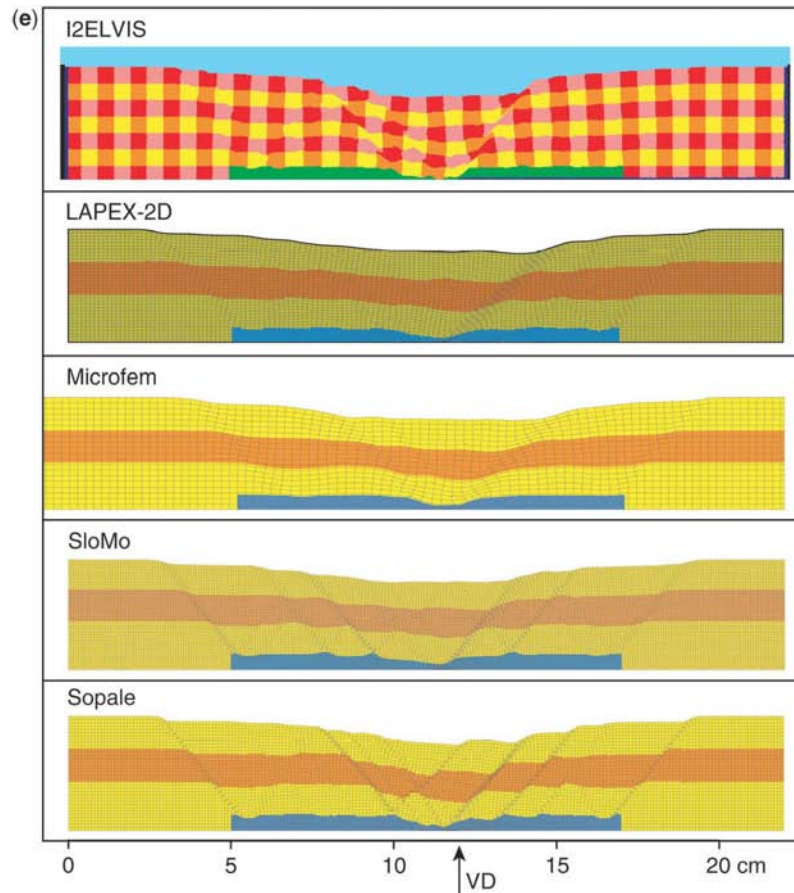 (e)
I2ELVIS
LAPEX-2D
Microfem
SloMo
Sopale
0 5 10 15 20 cm
VD